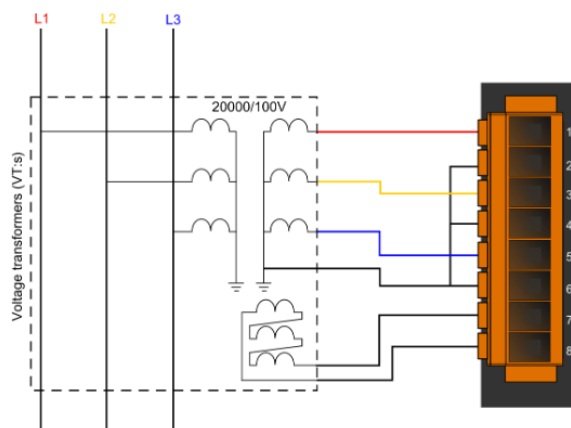 L1
L2
L3
20000/100V
Voltage transformers (VT:s)
1
2
3
4
5
6
7
8